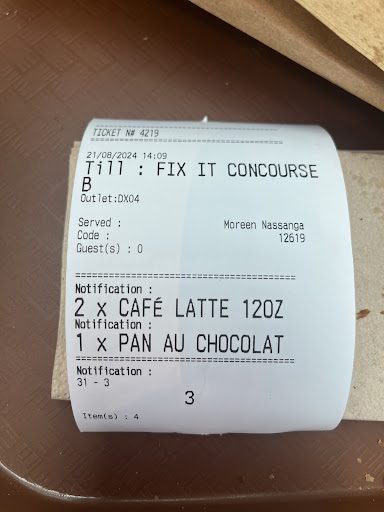 TICKET N# 4219
21/08/2024 14:09
Till : FIX IT CONCOURSE
B
Outlet:DX04
Served : Moreen Nassanga
Code : 12619
Guest(s) : 0
Notification :
2 x CAFÉ LATTE 12OZ
Notification :
1 x PAN AU CHOCOLAT
Notification :
31 - 3
3
Item(s) : 4